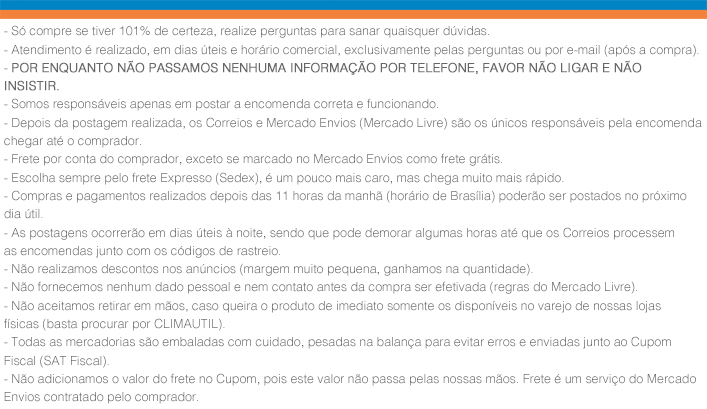 - Só compre se tiver 101% de certeza, realize perguntas para sanar quaisquer dúvidas.
- Atendimento é realizado, em dias úteis e horário comercial, exclusivamente pelas perguntas ou por e-mail (após a compra).
- POR ENQUANTO NÃO PASSAMOS NENHUMA INFORMAÇÃO POR TELEFONE, FAVOR NÃO LIGAR E NÃO
INSISTIR.
- Somos responsáveis apenas em postar a encomenda correta e funcionando.
- Depois da postagem realizada, os Correios e Mercado Envios (Mercado Livre) são os únicos responsáveis pela encomenda
chegar até o comprador.
- Frete por conta do comprador, exceto se marcado no Mercado Envios como frete grátis.
- Escolha sempre pelo frete Expresso (Sedex), é um pouco mais caro, mas chega muito mais rápido.
- Compras e pagamentos realizados depois das 11 horas da manhã (horário de Brasília) poderão ser postados no próximo
dia útil.
- As postagens ocorrerão em dias úteis à noite, sendo que pode demorar algumas horas até que os Correios processem
as encomendas junto com os códigos de rastreio.
- Não realizamos descontos nos anúncios (margem muito pequena, ganhamos na quantidade).
- Não fornecemos nenhum dado pessoal e nem contato antes da compra ser efetivada (regras do Mercado Livre).
- Não aceitamos retirar em mãos, caso queira o produto de imediato somente os disponíveis no varejo de nossas lojas
físicas (basta procurar por CLIMAUTIL).
- Todas as mercadorias são embaladas com cuidado, pesadas na balança para evitar erros e enviadas junto ao Cupom
Fiscal (SAT Fiscal).
- Não adicionamos o valor do frete no Cupom, pois este valor não passa pelas nossas mãos. Frete é um serviço do Mercado
Envios contratado pelo comprador.